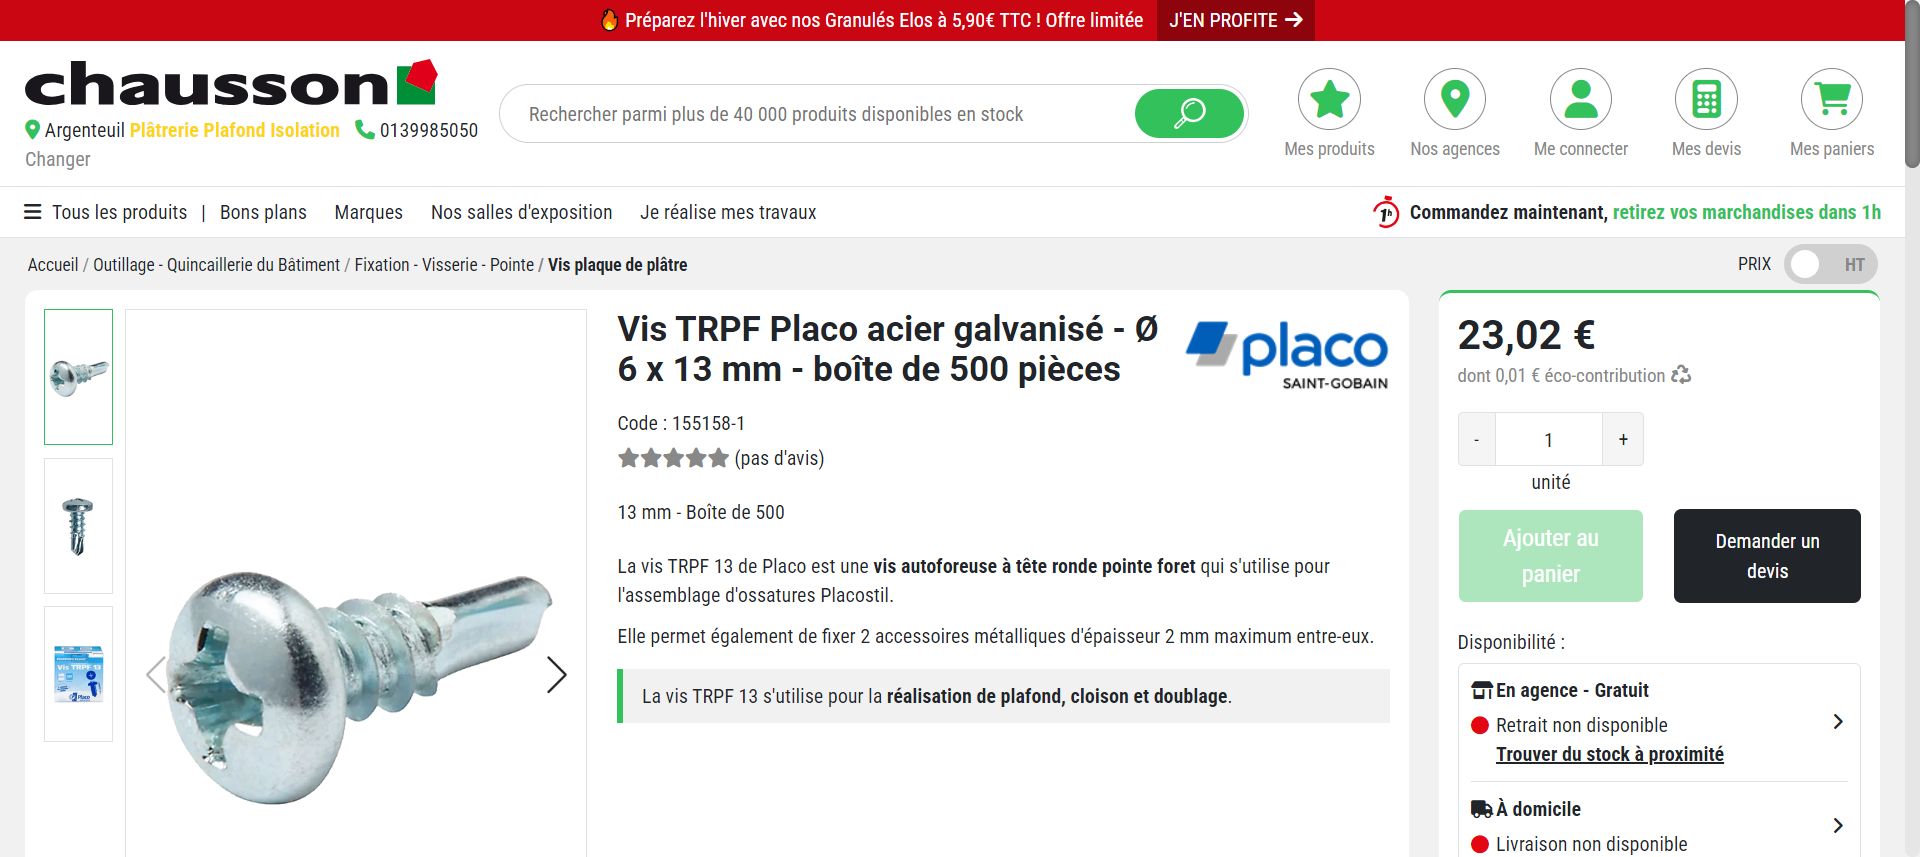 Préparez l'hiver avec nos Granulés Elos à 5,90€ TTC ! Offre limitée J'EN PROFITE
chausson
Argenteuil Plâtrerie Plafond Isolation 0139985050
Changer
Rechercher parmi plus de 40 000 produits disponibles en stock
Mes produits
Nos agences
Me connecter
Mes devis
Mes paniers
Tous les produits | Bons plans Marques Nos salles d'exposition Je réalise mes travaux
1h Commandez maintenant, retirez vos marchandises dans 1h
Accueil / Outillage - Quincaillerie du Bâtiment / Fixation - Visserie - Pointe / Vis plaque de plâtre
PRIX HT
Vis TRPF Placo acier galvanisé - Ø
6 x 13 mm - boîte de 500 pièces
placo
SAINT-GOBAIN
Code : 155158-1
(pas d'avis)
13 mm - Boîte de 500
La vis TRPF 13 de Placo est une vis autoforeuse à tête ronde pointe foret qui s'utilise pour
l'assemblage d'ossatures Placostil.
Elle permet également de fixer 2 accessoires métalliques d'épaisseur 2 mm maximum entre-eux.
La vis TRPF 13 s'utilise pour la réalisation de plafond, cloison et doublage.
Vis TRPF 13
Placo
23,02 €
dont 0,01 € éco-contribution
- 1 +
unité
Ajouter au
panier
Demander un
devis
Disponibilité :
En agence - Gratuit
Retrait non disponible
Trouver du stock à proximité
À domicile
Livraison non disponible